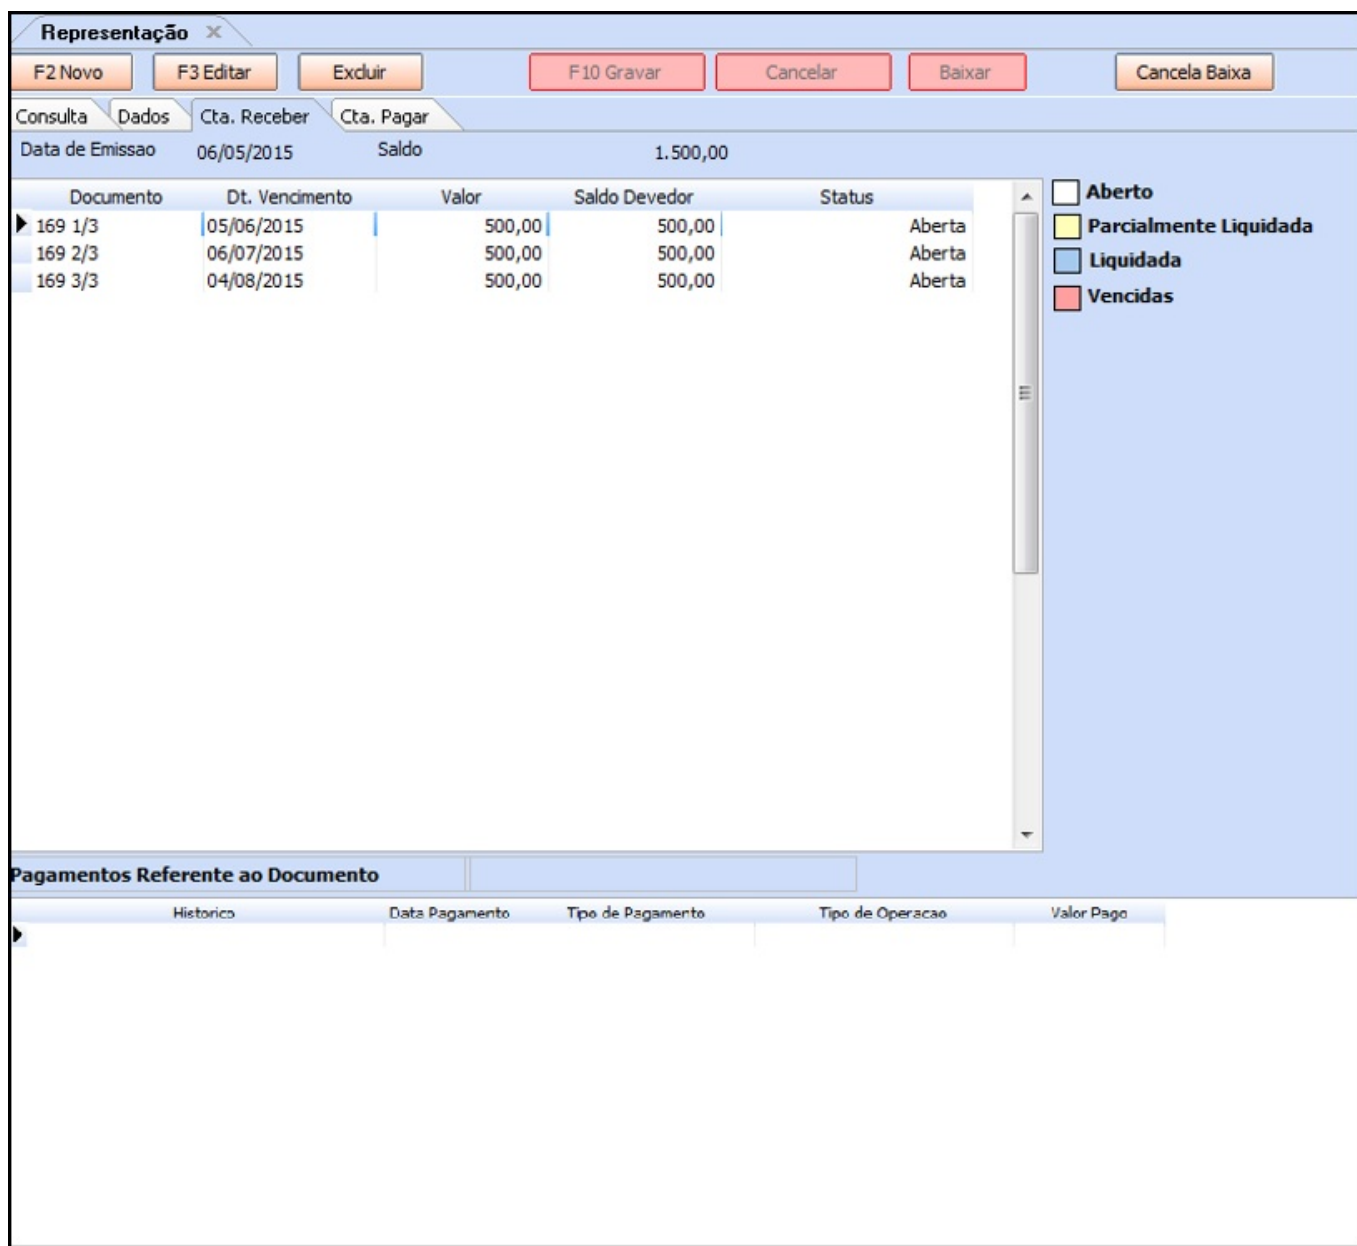 Representação
F2 Novo F3 Editar Excluir F10 Gravar Cancelar Baixar Cancela Baixa
Consulta Dados Cta. Receber Cta. Pagar
Data de Emissao 06/05/2015 Saldo 1.500,00
Documento Dt. Vencimento Valor Saldo Devedor Status
169 1/3 05/06/2015 500,00 500,00 Aberta
169 2/3 06/07/2015 500,00 500,00 Aberta
169 3/3 04/08/2015 500,00 500,00 Aberta
Aberto
Parcialmente Liquidada
Liquidada
Vencidas
Pagamentos Referente ao Documento
Historico Data Pagamento Tipo de Pagamento Tipo de Operacao Valor Pago